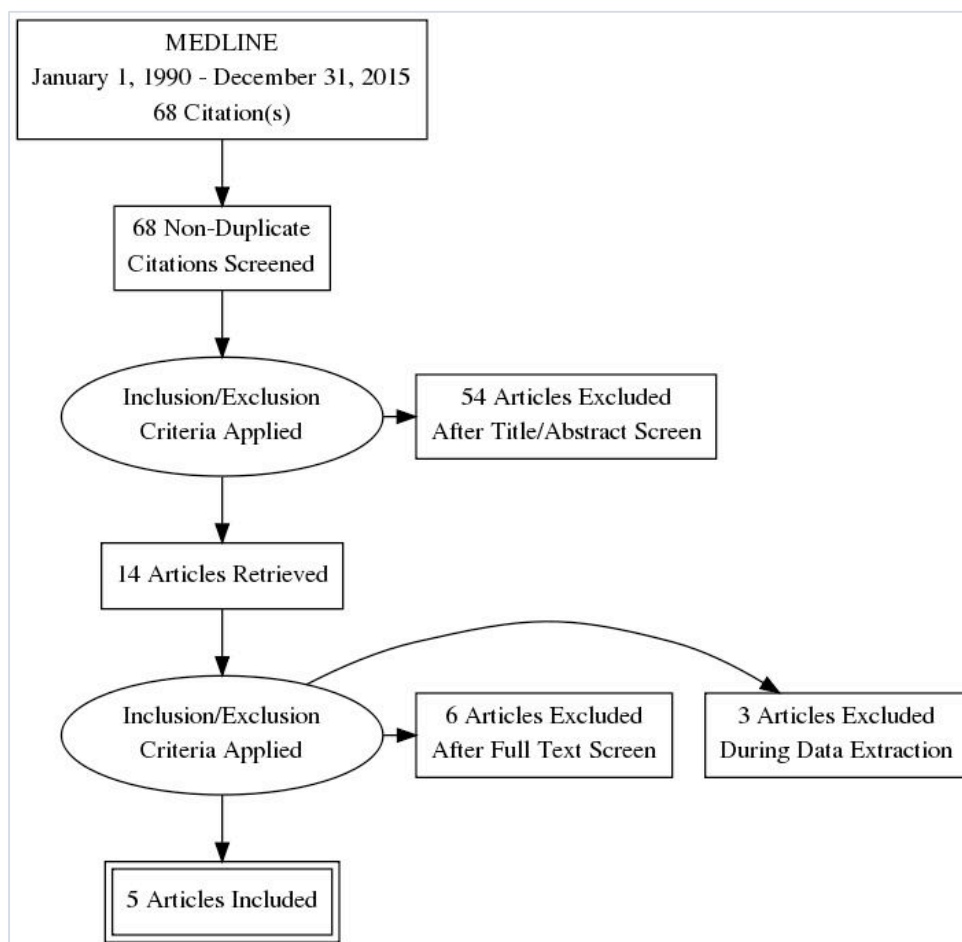 MEDLINE
January 1, 1990 - December 31, 2015
68 Citation(s)
68 Non-Duplicate
Citations Screened
Inclusion/Exclusion
Criteria Applied
54 Articles Excluded
After Title/Abstract Screen
14 Articles Retrieved
Inclusion/Exclusion
Criteria Applied
6 Articles Excluded
After Full Text Screen
3 Articles Excluded
During Data Extraction
5 Articles Included